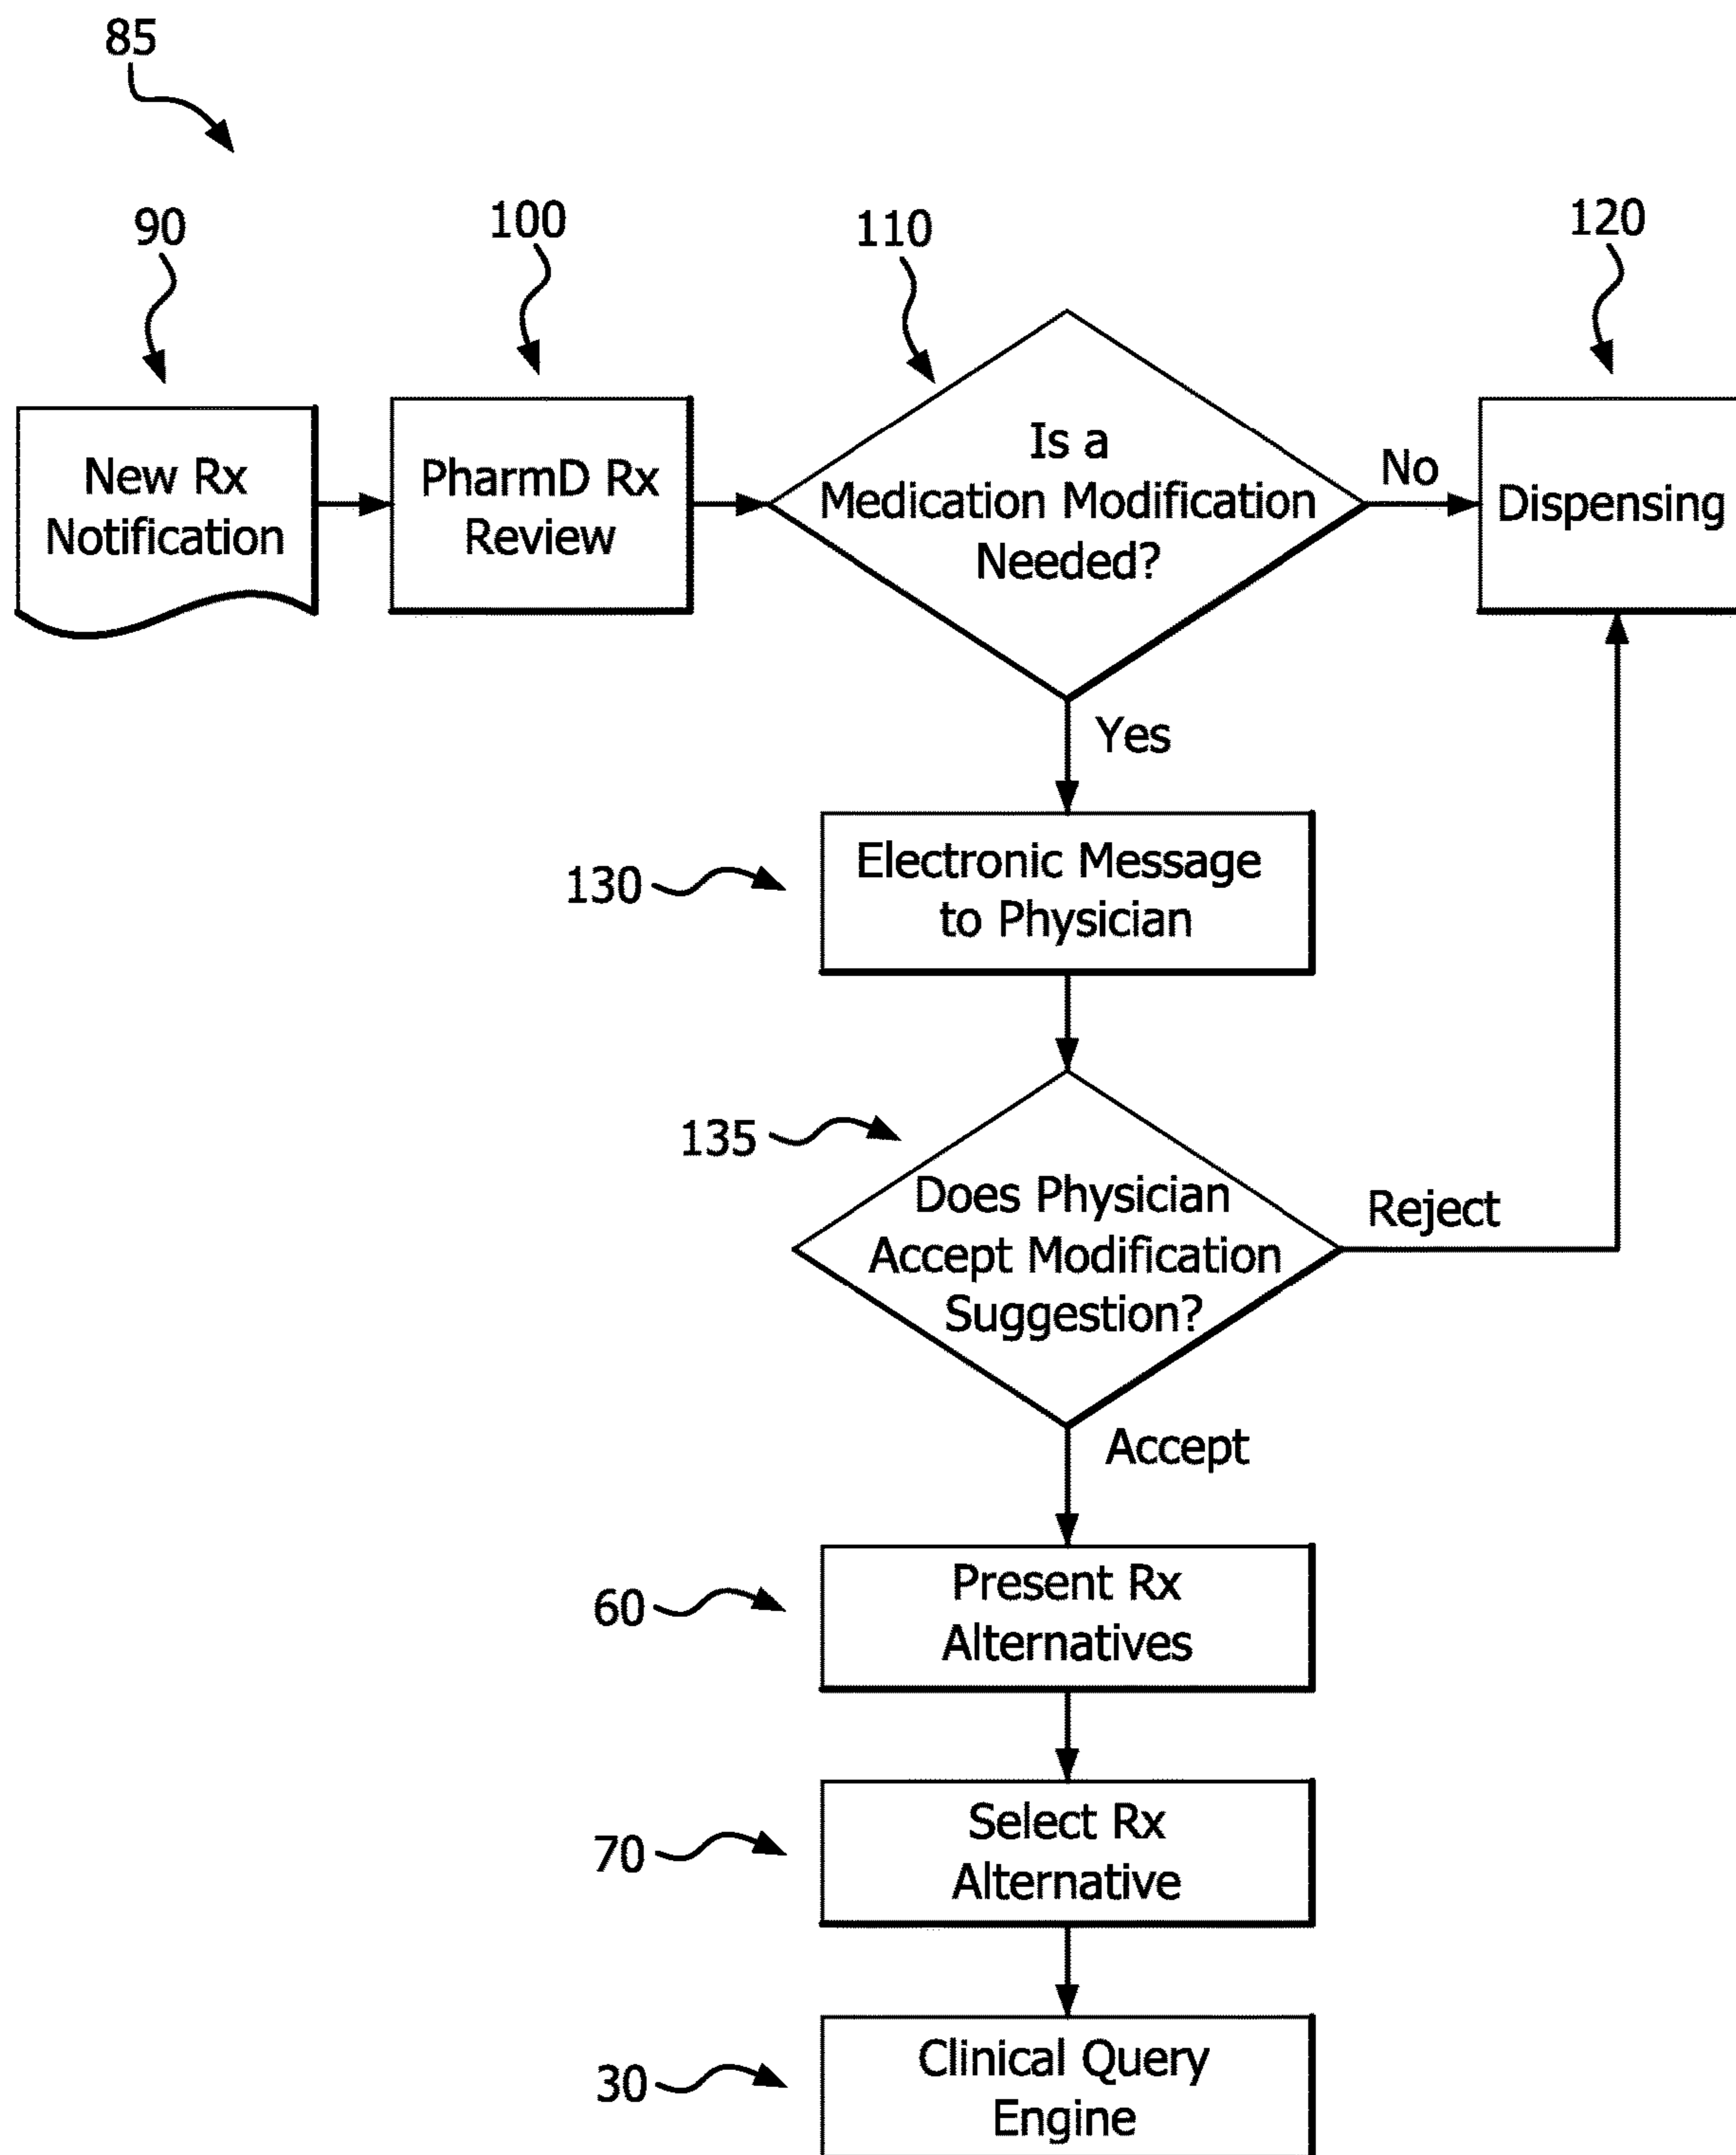 85
90
100
110
120
New Rx
Notification
PharmD Rx
Review
Is a
Medication Modification
Needed?
No
Dispensing
Yes
130
Electronic Message
to Physician
135
Does Physician
Accept Modification
Suggestion?
Reject
Accept
60
Present Rx
Alternatives
70
Select Rx
Alternative
30
Clinical Query
Engine